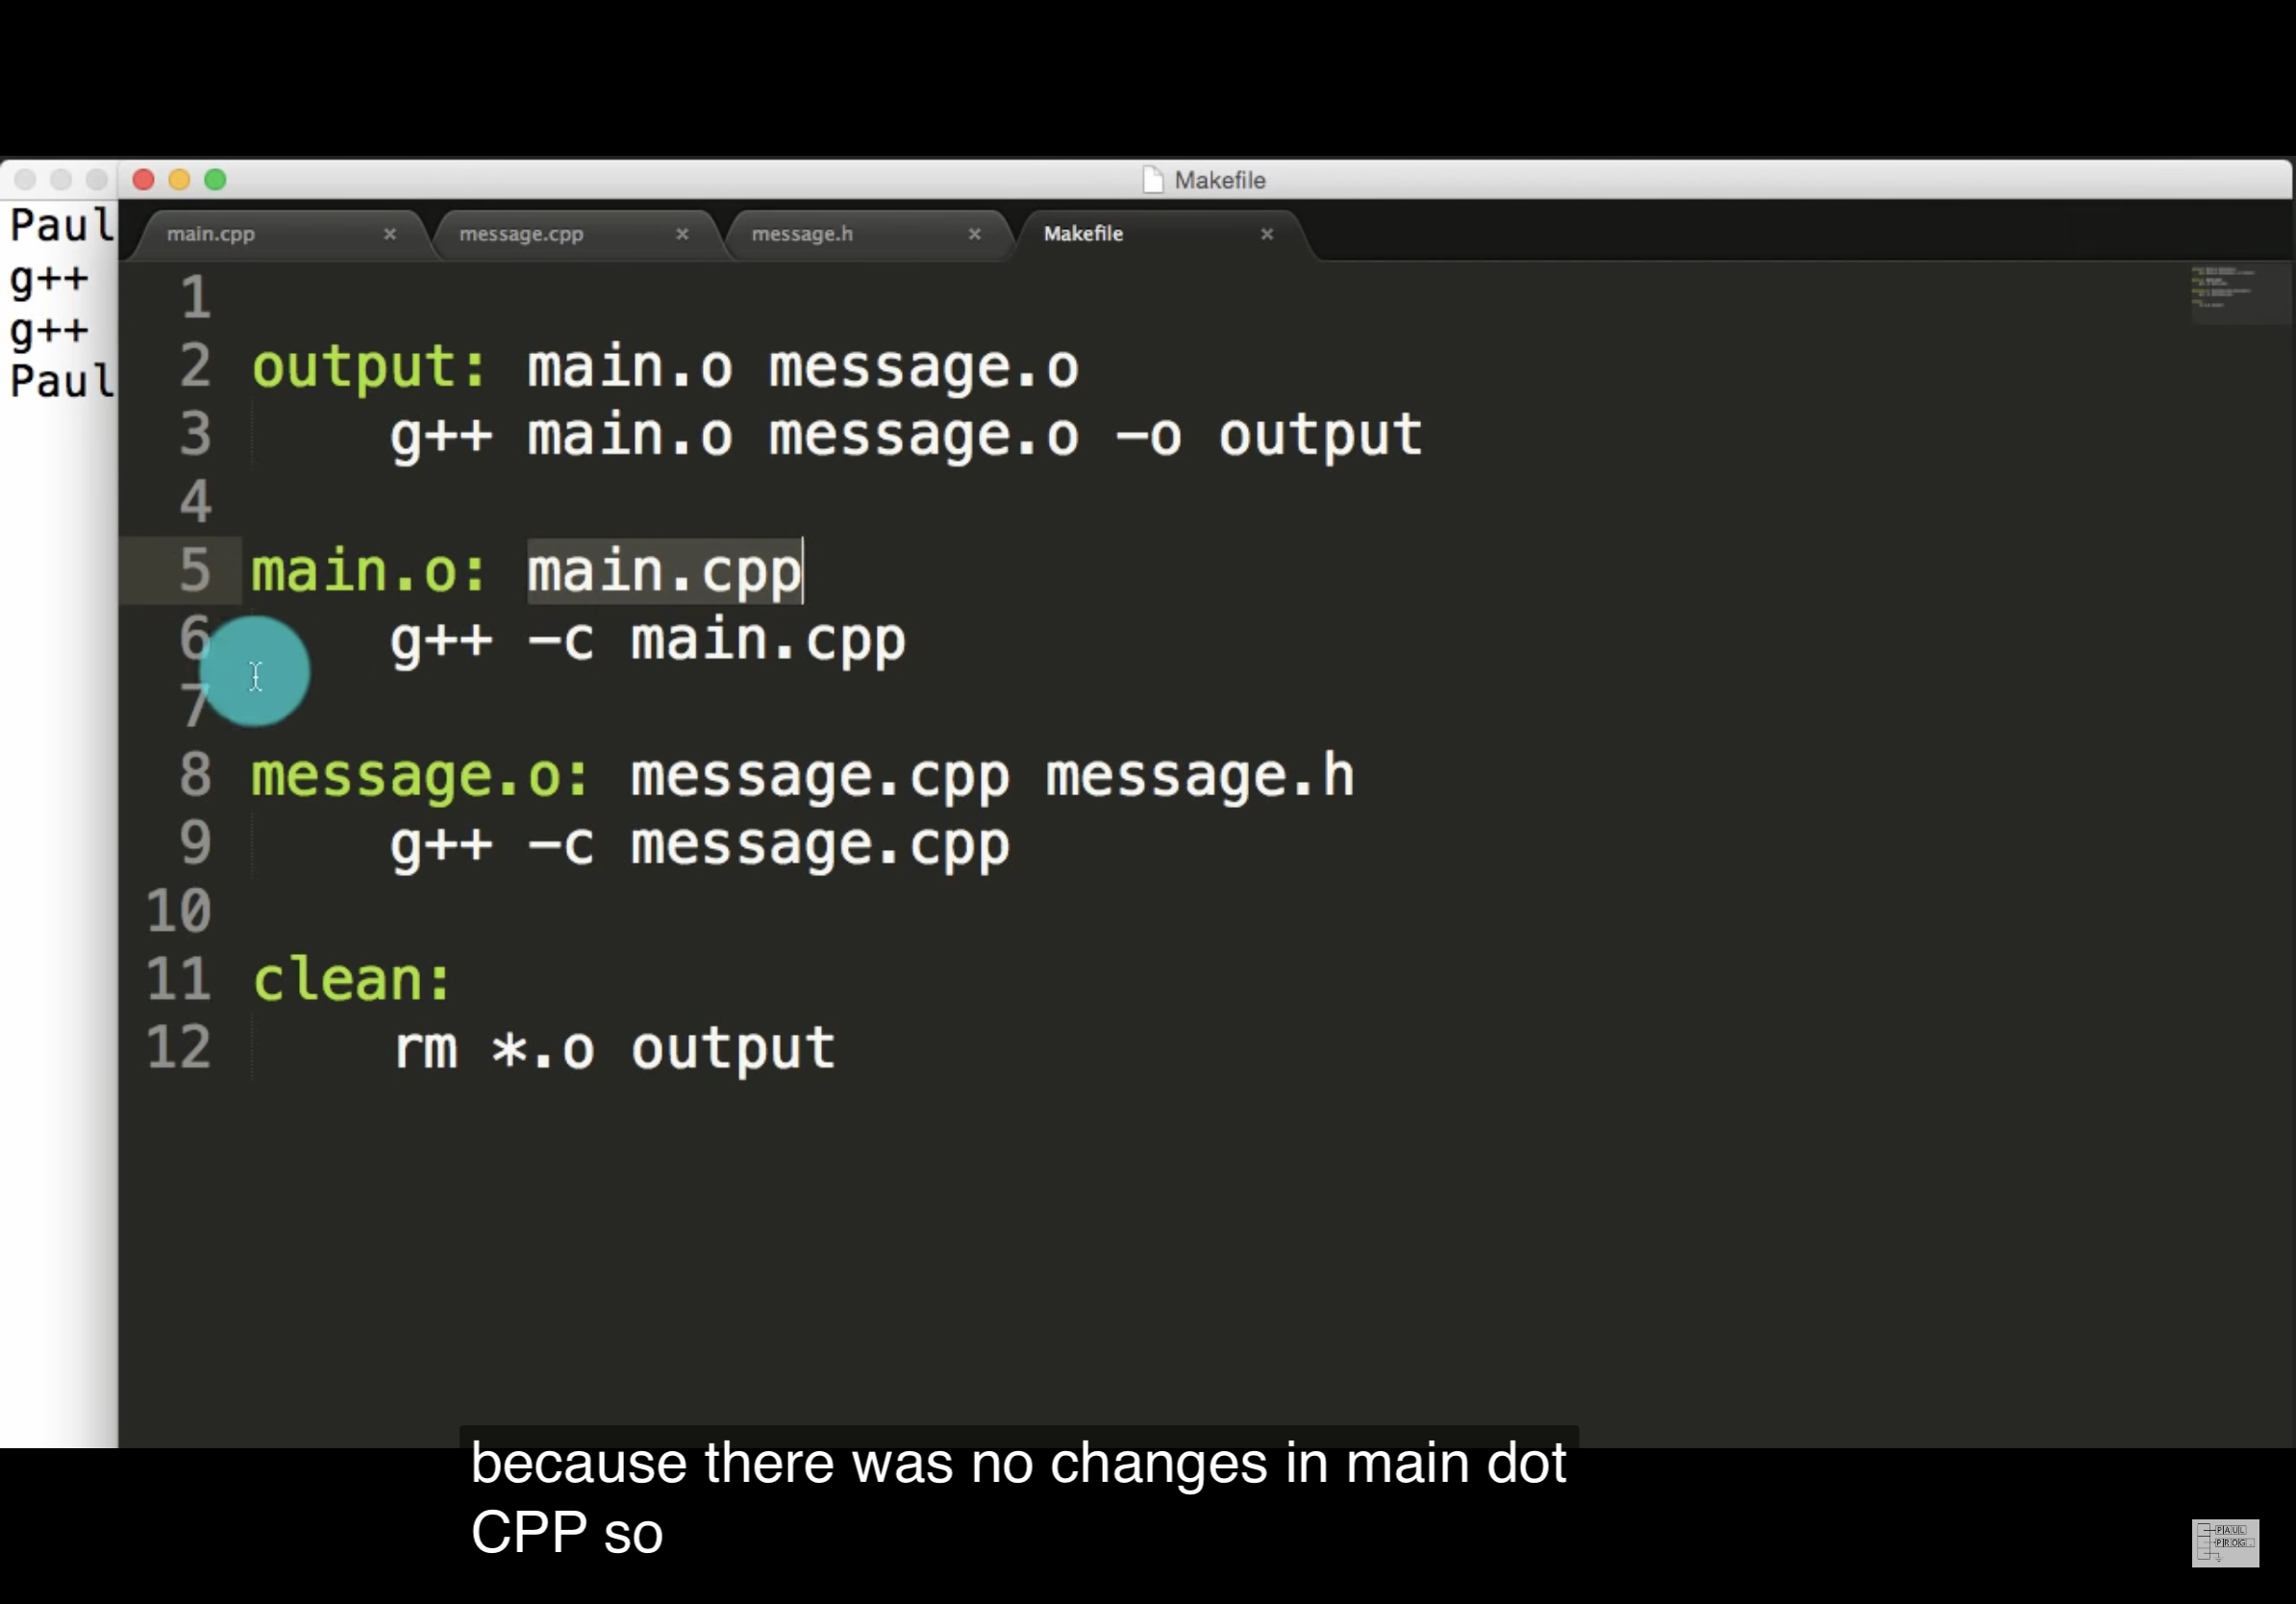 Makefile
main.cpp × message.cpp × message.h × Makefile ×
Paul
g++
g++
Paul
1
2 output: main.o message.o
3 g++ main.o message.o -o output
4
5 main.o: main.cpp
6 g++ -c main.cpp
7
8 message.o: message.cpp message.h
9 g++ -c message.cpp
10
11 clean:
12 rm *.o output
because there was no changes in main dot
CPP so
PAUL
PROG